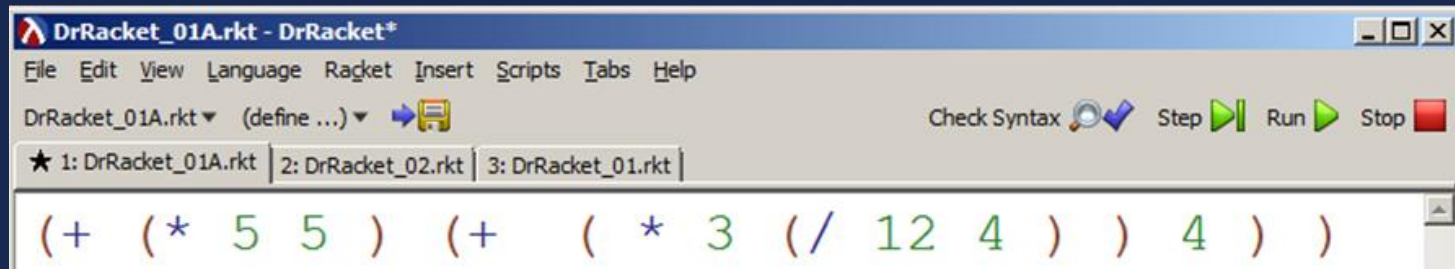 DrRacket_01A.rkt - DrRacket*
File Edit View Language Racket Insert Scripts Tabs Help
DrRacket_01A.rkt (define ...) Check Syntax Step Run Stop
★ 1: DrRacket_01A.rkt 2: DrRacket_02.rkt 3: DrRacket_01.rkt
(+ (* 5 5 ) (+ ( * 3 (/ 12 4 ) ) 4 ) )